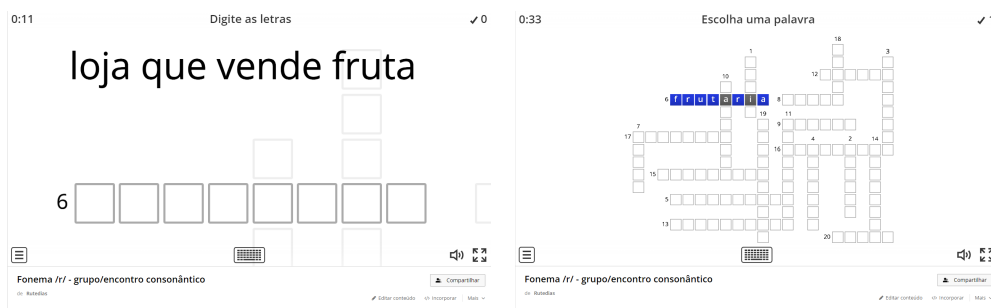 0:11 Digite as letras ✓ 0
loja que vende fruta
6
Fonema /r/ - grupo/encontro consonântico
de Rutedias
Compartilhar
Editar conteúdo Incorporar Mais
0:33 Escolha uma palavra ✓
18
1 3
12
10
6 f r u t a r i a 8
19 11
9
7
4 2 14
17
16
15
5
13
20
Fonema /r/ - grupo/encontro consonântico
de Rutedias
Compartilhar
Editar conteúdo Incorporar Mais